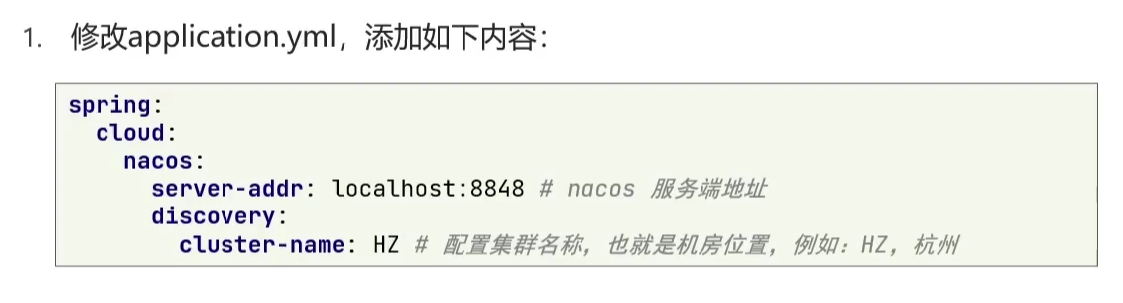 1. 修改application.yml，添加如下内容：
spring:
  cloud:
    nacos:
      server-addr: localhost:8848 # nacos 服务端地址
      discovery:
        cluster-name: HZ # 配置集群名称，也就是机房位置，例如：HZ，杭州